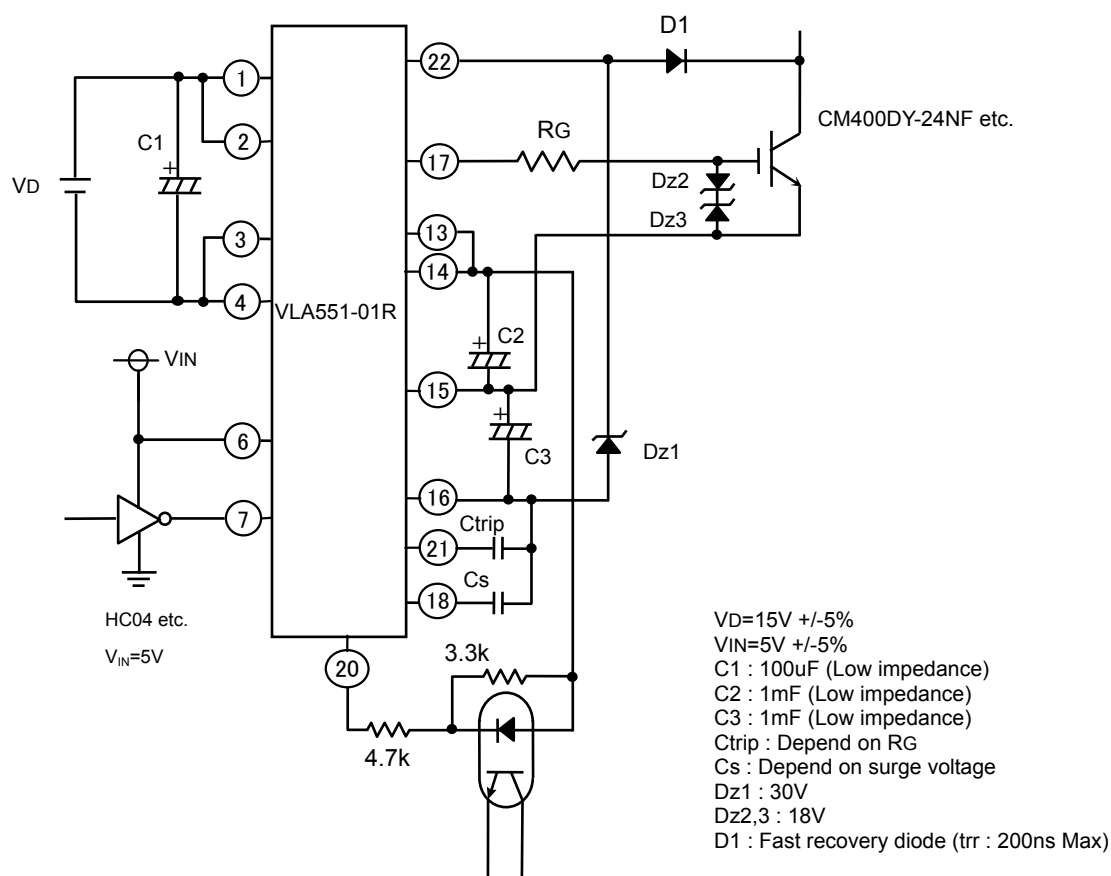 D1
22
1
CM400DY-24NF etc.
RG
C1
2
17
+
Dz2
VD
Dz3
3
13
14
4
VLA551-01R
C2
+
VIN
15
+
6
C3
Dz1
16
Ctrip
7
21
Cs
18
HC04 etc.
VIN=5V
20
3.3k
4.7k
VD=15V +/-5%
VIN=5V +/-5%
C1 : 100uF (Low impedance)
C2 : 1mF (Low impedance)
C3 : 1mF (Low impedance)
Ctrip : Depend on RG
Cs : Depend on surge voltage
Dz1 : 30V
Dz2,3 : 18V
D1 : Fast recovery diode (trr : 200ns Max)